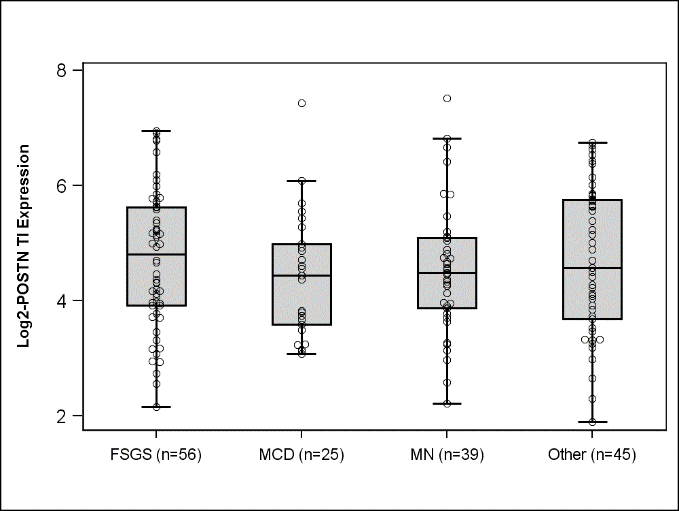 8
6
4
2
Log2-POSTN TI Expression
FSGS (n=56) MCD (n=25) MN (n=39) Other (n=45)